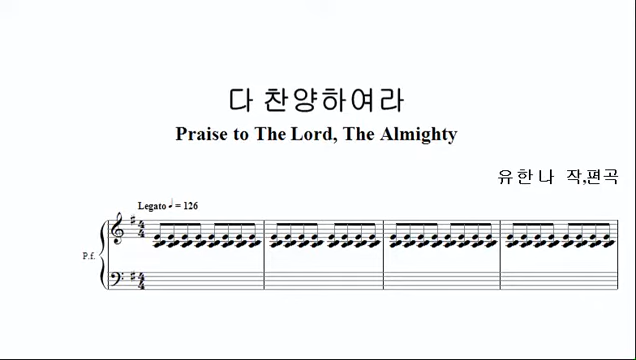 다 찬양하여라
Praise to The Lord, The Almighty
유한나 작,편곡
Legato ♩ = 126
P.f.